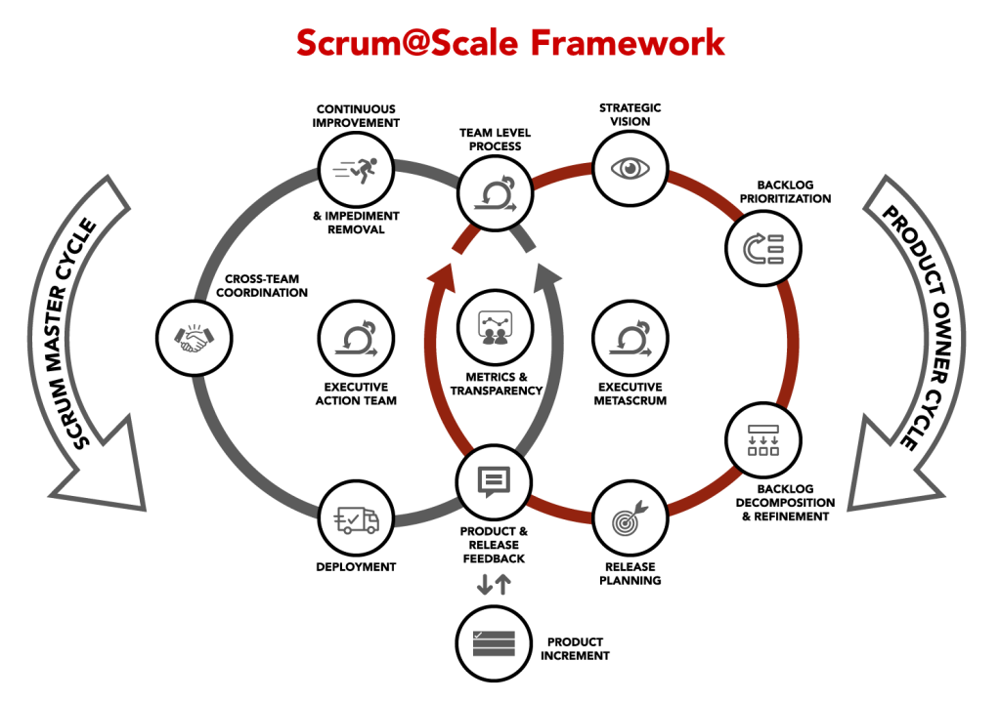 Scrum@Scale Framework
CONTINUOUS
IMPROVEMENT
& IMPEDIMENT
REMOVAL
TEAM LEVEL
PROCESS
STRATEGIC
VISION
BACKLOG
PRIORITIZATION
SCRUM MASTER CYCLE
PRODUCT OWNER CYCLE
CROSS-TEAM
COORDINATION
EXECUTIVE
ACTION TEAM
METRICS &
TRANSPARENCY
EXECUTIVE
METASCRUM
BACKLOG
DECOMPOSITION
& REFINEMENT
DEPLOYMENT
PRODUCT &
RELEASE
FEEDBACK
RELEASE
PLANNING
PRODUCT
INCREMENT